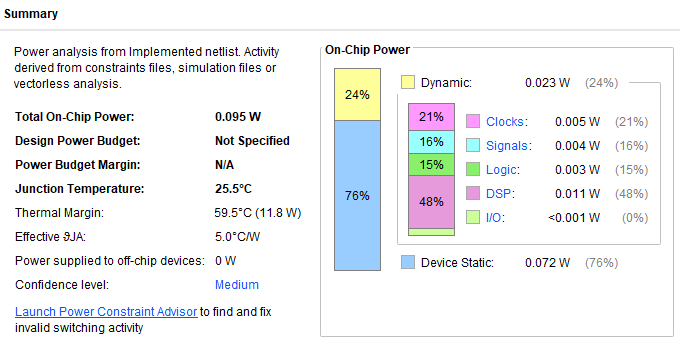 Summary
Power analysis from Implemented netlist. Activity
derived from constraints files, simulation files or
vectorless analysis.
Total On-Chip Power: 0.095 W
Design Power Budget: Not Specified
Power Budget Margin: N/A
Junction Temperature: 25.5°C
Thermal Margin: 59.5°C (11.8 W)
Effective ϑJA: 5.0°C/W
Power supplied to off-chip devices: 0 W
Confidence level: Medium
Launch Power Constraint Advisor to find and fix
invalid switching activity
On-Chip Power
24%
76%
Dynamic: 0.023 W (24%)
21%
16%
15%
48%
Clocks: 0.005 W (21%)
Signals: 0.004 W (16%)
Logic: 0.003 W (15%)
DSP: 0.011 W (48%)
I/O: <0.001 W (0%)
Device Static: 0.072 W (76%)